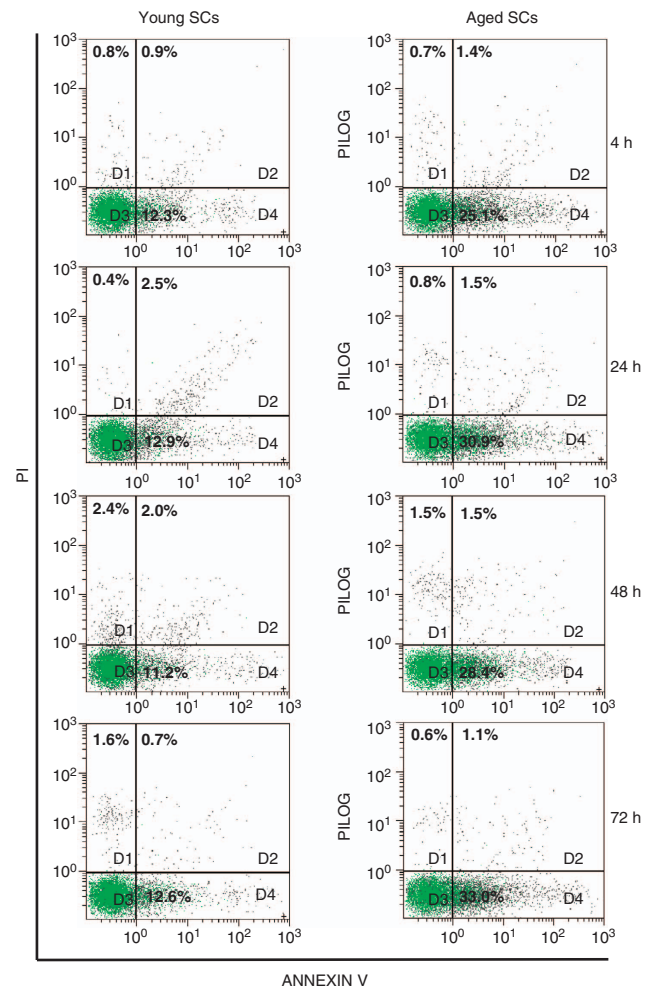 Young SCs Aged SCs
10³ 0.8% 0.9% 10³ 0.7% 1.4%
10² 10²
10¹ PILOG 10¹ 4 h
D1 D2 D1 D2
10⁰ 10⁰
D3 12.3% D4 D3 25.1% D4
+ +
10⁰ 10¹ 10² 10³ 10⁰ 10¹ 10² 10³
10³ 0.4% 2.5% 10³ 0.8% 1.5%
10² 10²
10¹ PILOG 10¹ 24 h
D1 D2 D1 D2
10⁰ 10⁰
D3 12.9% D4 D3 30.9% D4
+ +
10⁰ 10¹ 10² 10³ 10⁰ 10¹ 10² 10³
PI
10³ 2.4% 2.0% 10³ 1.5% 1.5%
10² 10²
10¹ PILOG 10¹ 48 h
D1 D2 D1 D2
10⁰ 10⁰
D3 11.2% D4 D3 28.4% D4
+ +
10⁰ 10¹ 10² 10³ 10⁰ 10¹ 10² 10³
10³ 1.6% 0.7% 10³ 0.6% 1.1%
10² 10²
10¹ PILOG 10¹ 72 h
D1 D2 D1 D2
10⁰ 10⁰
D3 12.6% D4 D3 33.0% D4
+ +
10⁰ 10¹ 10² 10³ 10⁰ 10¹ 10² 10³
ANNEXIN V